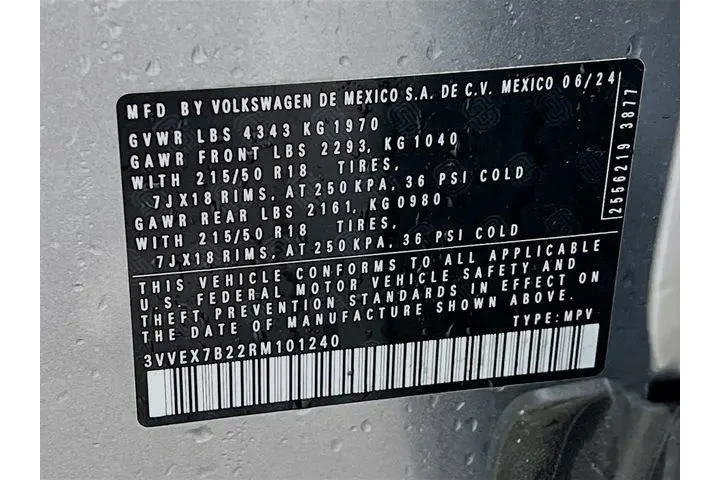 MFD BY VOLKSWAGEN DE MEXICO S.A. DE C.V. MEXICO 06/24
GVWR LBS 4343 KG 1970
GAWR FRONT LBS 2293, KG 1040
WITH 215/50 R18 TIRES,
7JX18 RIMS, AT 250 KPA, 36 PSI COLD
GAWR REAR LBS 2161, KG 0980
WITH 215/50 R18 TIRES,
7JX18 RIMS, AT 250 KPA, 36 PSI COLD
THIS VEHICLE CONFORMS TO ALL APPLICABLE
U.S. FEDERAL MOTOR VEHICLE SAFETY AND
THEFT PREVENTION STANDARDS IN EFFECT ON
THE DATE OF MANUFACTURE SHOWN ABOVE.
3VVEX7B22RM101240 TYPE: MPV
2556219 3877